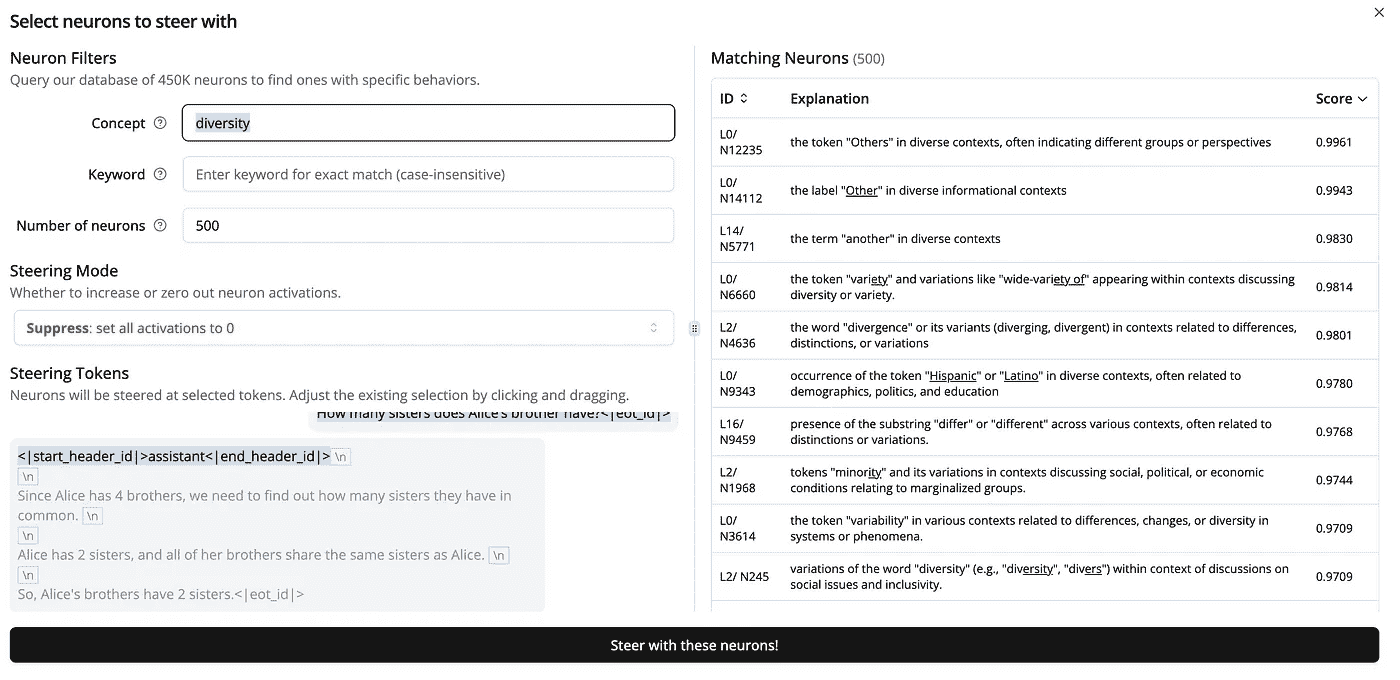 Select neurons to steer with
Neuron Filters
Query our database of 450K neurons to find ones with specific behaviors.
Concept
diversity
Keyword
Enter keyword for exact match (case-insensitive)
Number of neurons
500
Steering Mode
Whether to increase or zero out neuron activations.
Suppress: set all activations to 0
Steering Tokens
Neurons will be steered at selected tokens. Adjust the existing selection by clicking and dragging.
How many sisters does Alice's brother have?<|eot_id|>
<|start_header_id|>assistant<|end_header_id|> \n
\n
Since Alice has 4 brothers, we need to find out how many sisters they have in
common. \n
\n
Alice has 2 sisters, and all of her brothers share the same sisters as Alice. \n
\n
So, Alice's brothers have 2 sisters.<|eot_id|>
Matching Neurons (500)
ID Explanation Score
L0/
N12235
the token "Others" in diverse contexts, often indicating different groups or perspectives
0.9961
L0/
N14112
the label "Other" in diverse informational contexts
0.9943
L14/
N5771
the term "another" in diverse contexts
0.9830
L0/
N6660
the token "variety" and variations like "wide-variety of" appearing within contexts discussing
diversity or variety.
0.9814
L2/
N4636
the word "divergence" or its variants (diverging, divergent) in contexts related to differences,
distinctions, or variations
0.9801
L0/
N9343
occurrence of the token "Hispanic" or "Latino" in diverse contexts, often related to
demographics, politics, and education
0.9780
L16/
N9459
presence of the substring "differ" or "different" across various contexts, often related to
distinctions or variations.
0.9768
L2/
N1968
tokens "minority" and its variations in contexts discussing social, political, or economic
conditions relating to marginalized groups.
0.9744
L0/
N3614
the token "variability" in various contexts related to differences, changes, or diversity in
systems or phenomena.
0.9709
L2/ N245
variations of the word "diversity" (e.g., "diversity", "divers") within context of discussions on
social issues and inclusivity.
0.9709
Steer with these neurons!